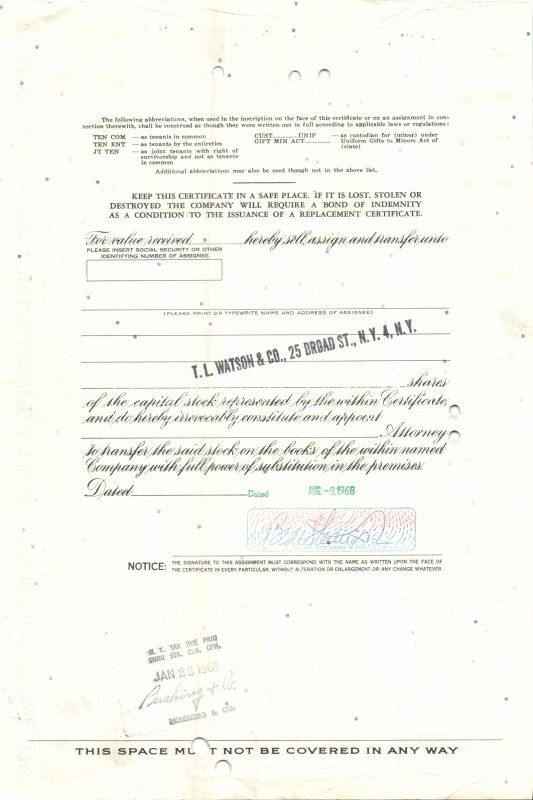 The following abbreviations, when used in the inscription on the face of this certificate or on an assignment in con-
nection therewith, shall be construed as though they were written out in full according to applicable laws or regulations:
TEN COM — as tenants in common
TEN ENT — as tenants by the entireties
JT TEN — as joint tenants with right of
survivorship and not as tenants
in common
CUST............UNIF — as custodian for (minor) under
GIFT MIN ACT............ Uniform Gifts to Minors Act of
(state)
Additional abbreviations may also be used though not in the above list.
KEEP THIS CERTIFICATE IN A SAFE PLACE. IF IT IS LOST, STOLEN OR
DESTROYED THE COMPANY WILL REQUIRE A BOND OF INDEMNITY
AS A CONDITION TO THE ISSUANCE OF A REPLACEMENT CERTIFICATE.
For value received, hereby sell, assign and transfer unto
PLEASE INSERT SOCIAL SECURITY OR OTHER
IDENTIFYING NUMBER OF ASSIGNEE
(PLEASE PRINT OR TYPEWRITE NAME AND ADDRESS OF ASSIGNEE)
T. L. WATSON & CO., 25 BROAD ST., N.Y. 4, N.Y.
shares
of the capital stock represented by the within Certificate,
and do hereby irrevocably constitute and appoint
Attorney
to transfer the said stock on the books of the within named
Company with full power of substitution in the premises.
Dated Dated AUG -9.1968
STEARNS & CO.
NOTICE: THE SIGNATURE TO THIS ASSIGNMENT MUST CORRESPOND WITH THE NAME AS WRITTEN UPON THE FACE OF
THE CERTIFICATE IN EVERY PARTICULAR, WITHOUT ALTERATION OR ENLARGEMENT OR ANY CHANGE WHATEVER.
N. Y. TAX DUE PAID
THRU STK. CLR. CPN.
JAN 22 1969
Pershing & Co.
PERSHING & CO.
THIS SPACE MU T NOT BE COVERED IN ANY WAY